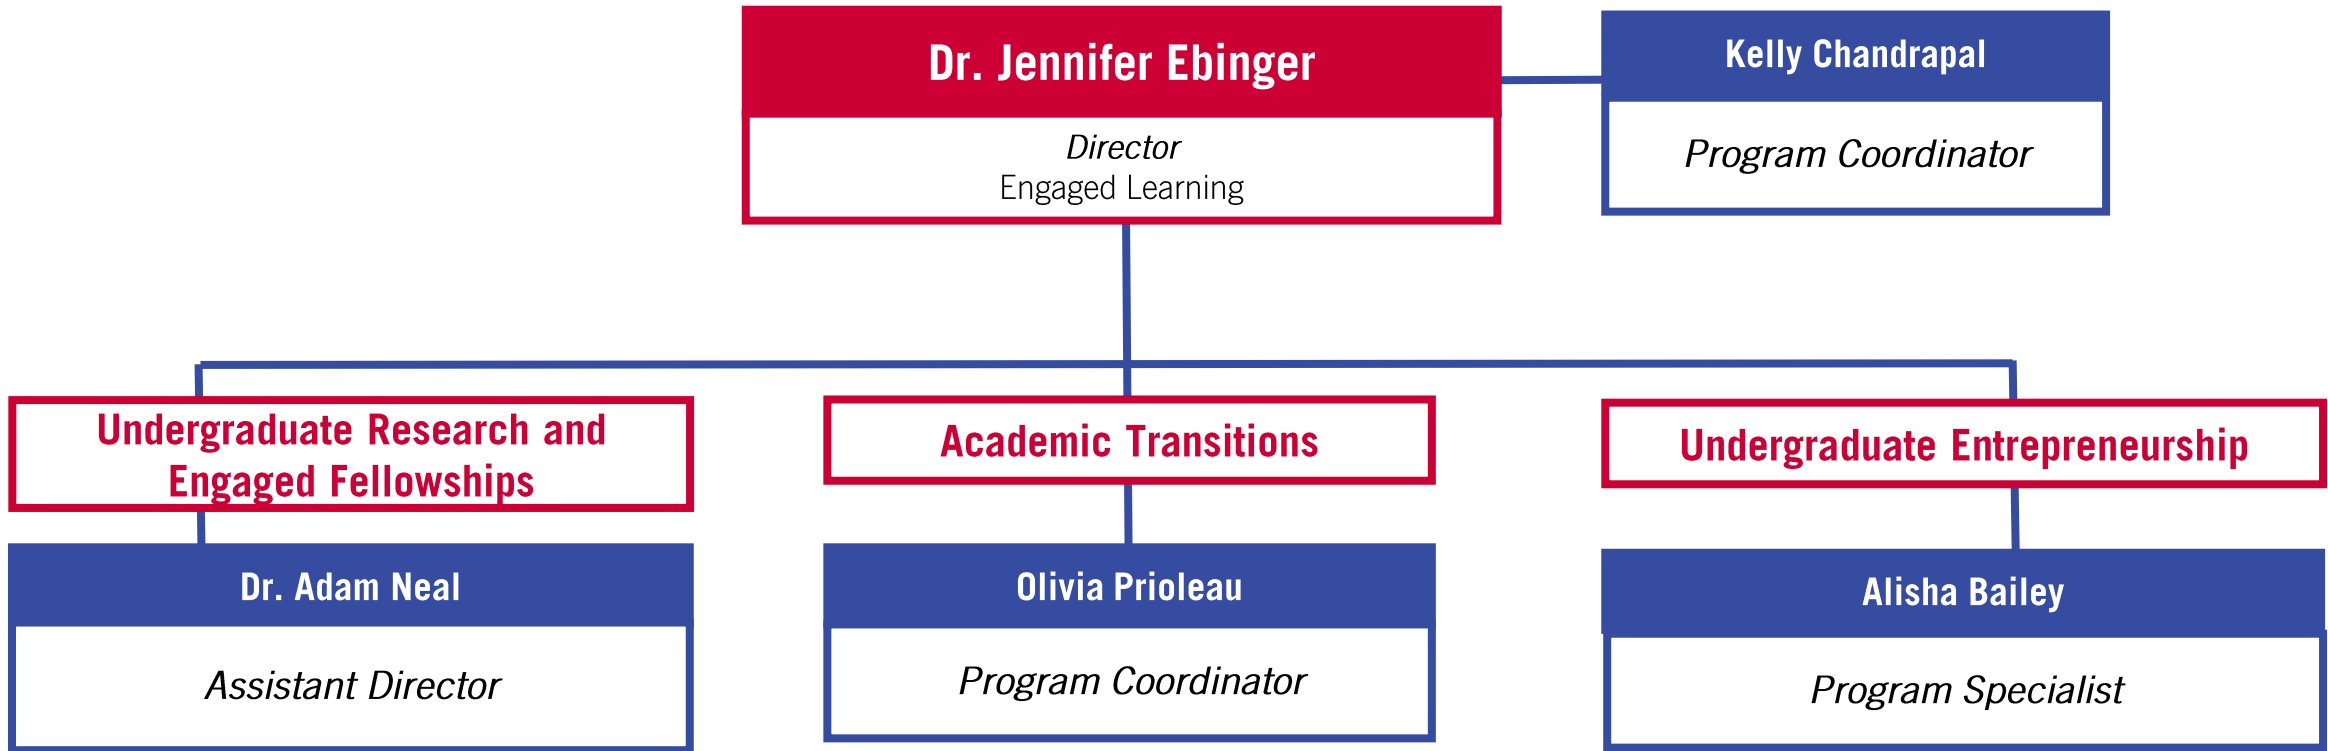 Dr. Jennifer Ebinger
Director
Engaged Learning
Kelly Chandrapal
Program Coordinator
Undergraduate Research and
Engaged Fellowships
Dr. Adam Neal
Assistant Director
Academic Transitions
Olivia Prioleau
Program Coordinator
Undergraduate Entrepreneurship
Alisha Bailey
Program Specialist